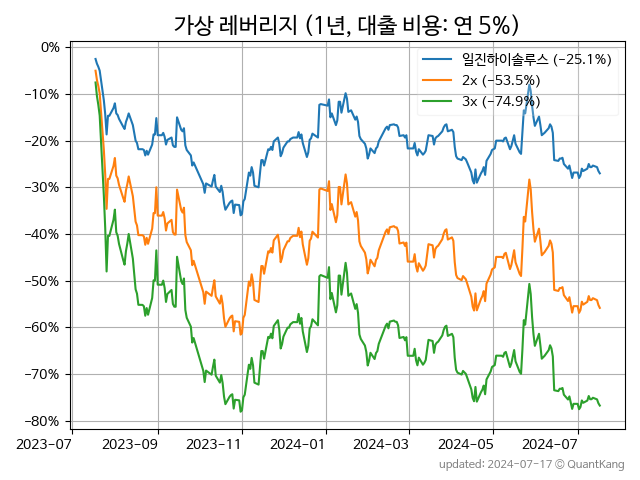 가상 레버리지 (1년, 대출 비용: 연 5%)
일진하이솔루스 (-25.1%)
2x (-53.5%)
3x (-74.9%)
0%
-10%
-20%
-30%
-40%
-50%
-60%
-70%
-80%
2023-07 2023-09 2023-11 2024-01 2024-03 2024-05 2024-07
updated: 2024-07-17 © QuantKang